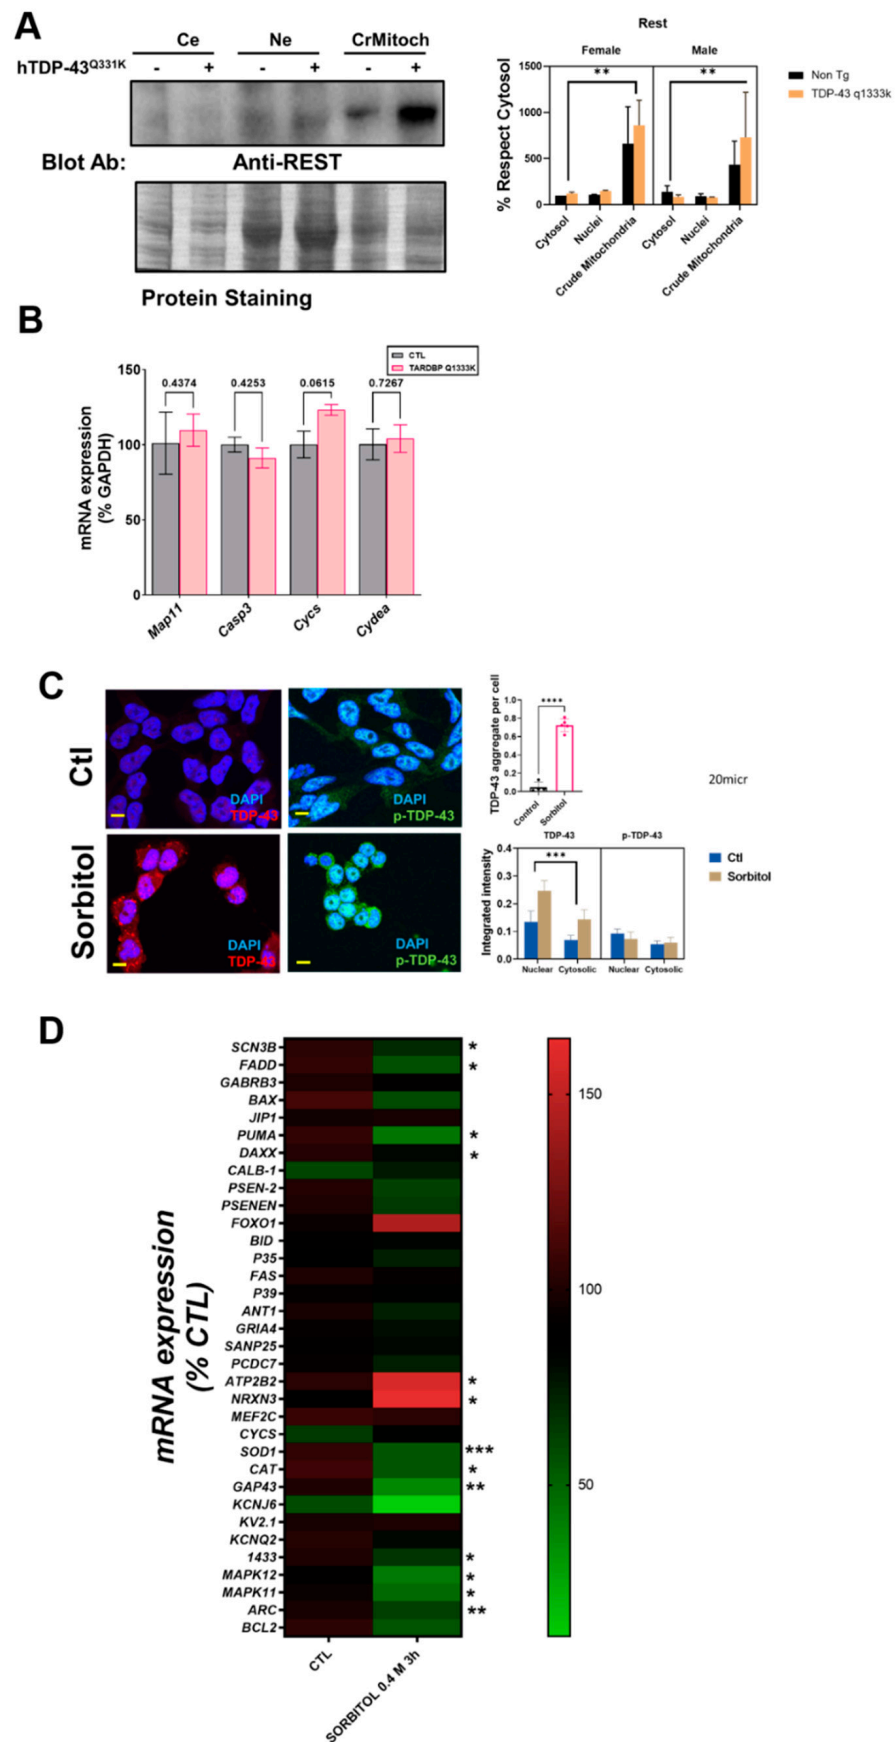 A
Ce Ne CrMitoch
hTDP-43Q331K - + - + - +
Blot Ab: Anti-REST
Protein Staining
Rest
Female Male
% Respect Cytosol
1500
1000
500
0
Cytosol
Nuclei
Crude Mitochondria
Cytosol
Nuclei
Crude Mitochondria
** **
Non Tg
TDP-43 q1333k
B
CTL
TARDBP Q1333K
mRNA expression
(% GAPDH)
150
100
50
0
0.4374 0.4253 0.0615 0.7267
Map11 Casp3 Cycs Cydea
C
Ctl
DAPI
TDP-43
DAPI
p-TDP-43
Sorbitol
DAPI
TDP-43
DAPI
p-TDP-43
TDP-43 aggregate per cell
1.0
0.8
0.6
0.4
0.2
0.0
****
Control
Sorbitol
20micr
TDP-43 p-TDP-43
Integrated intensity
0.4
0.3
0.2
0.1
0.0
***
Nuclear Cytosolic Nuclear Cytosolic
Ctl
Sorbitol
D
mRNA expression
(% CTL)
SCN3B *
FADD *
GABRB3
BAX
JIP1
PUMA *
DAXX *
CALB-1
PSEN-2
PSENEN
FOXO1
BID
P35
FAS
P39
ANT1
GRIA4
SANP25
PCDC7
ATP2B2 *
NRXN3 *
MEF2C
CYCS
SOD1 ***
CAT *
GAP43 **
KCNJ6
KV2.1
KCNQ2
1433 *
MAPK12 *
MAPK11 *
ARC **
BCL2
CTL
SORBITOL 0.4 M 3h
150
100
50